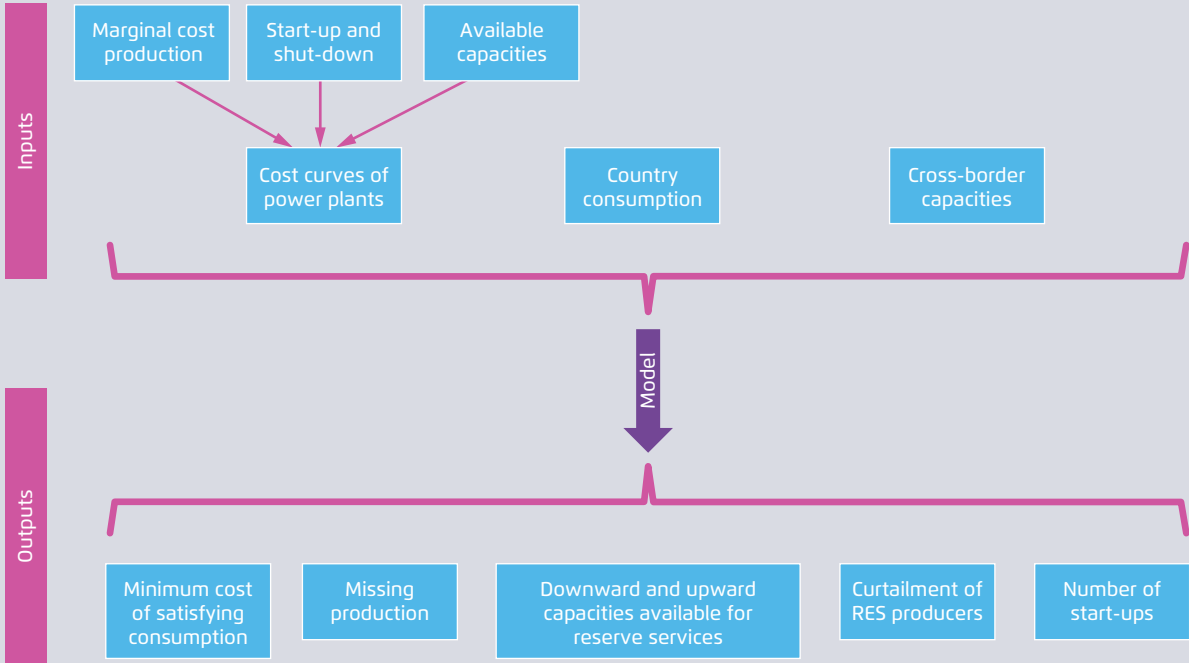 Inputs
Marginal cost
production
Start-up and
shut-down
Available
capacities
Cost curves of
power plants
Country
consumption
Cross-border
capacities
Model
Outputs
Minimum cost
of satisfying
consumption
Missing
production
Downward and upward
capacities available for
reserve services
Curtailment of
RES producers
Number of
start-ups